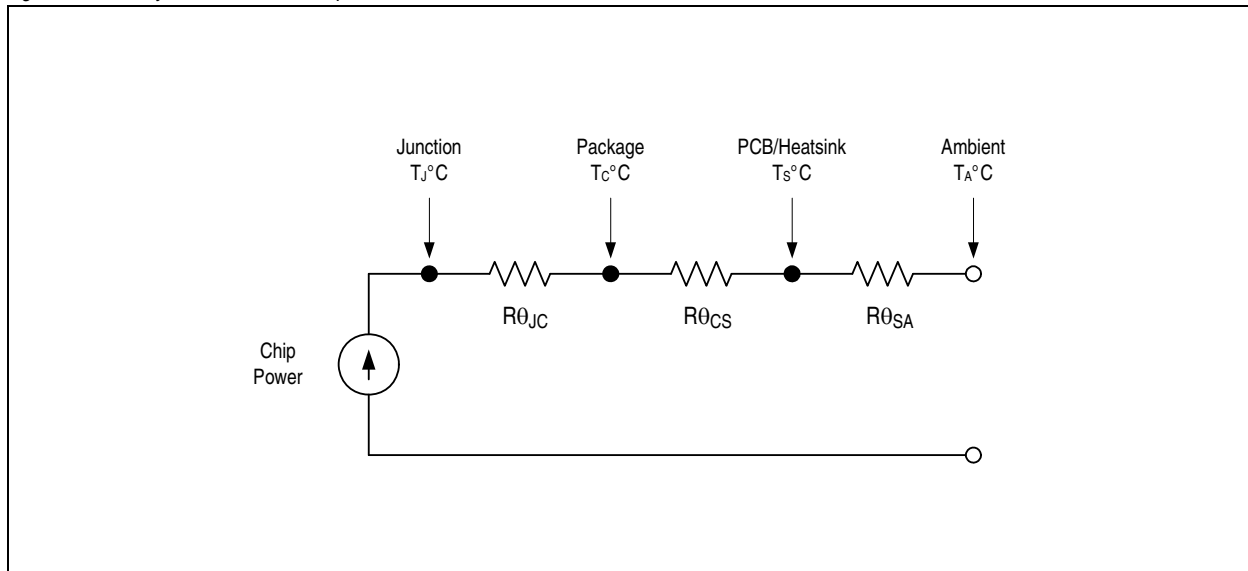 Junction
TJ°C
Package
TC°C
PCB/Heatsink
TS°C
Ambient
TA°C
RθJC
RθCS
RθSA
Chip
Power